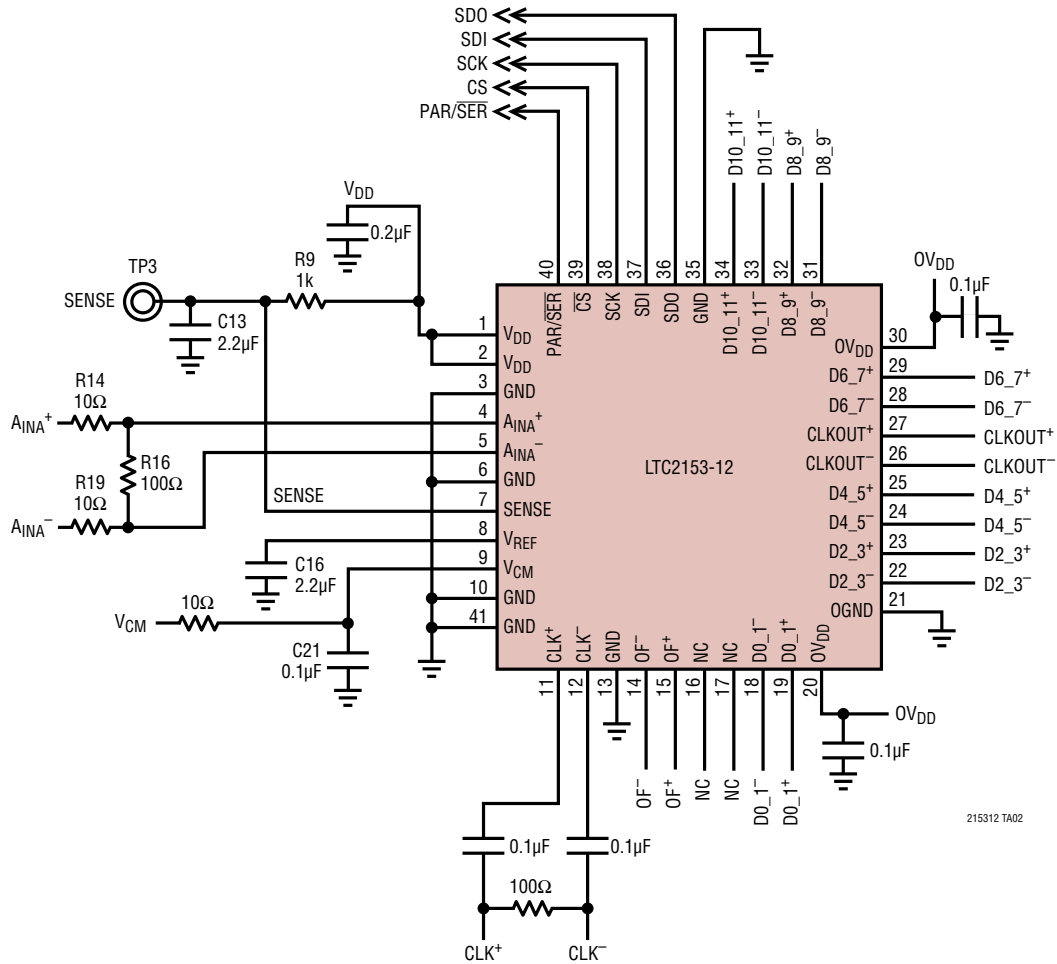 SDO
SDI
SCK
CS
PAR/S̅E̅R̅
D10_11⁺
D10_11⁻
D8_9⁺
D8_9⁻
V_DD
0.2µF
R9
1k
TP3
SENSE
C13
2.2µF
40
39
38
37
36
35
34
33
32
31
PAR/S̅E̅R̅
C̅S̅
SCK
SDI
SDO
GND
D10_11⁺
D10_11⁻
D8_9⁺
D8_9⁻
OV_DD
0.1µF
1 V_DD
2 V_DD
3 GND
4 A_INA⁺
5 A_INA⁻
6 GND
7 SENSE
8 V_REF
9 V_CM
10 GND
41 GND
R14
10Ω
A_INA⁺
R16
100Ω
R19
10Ω
A_INA⁻
SENSE
C16
2.2µF
10Ω
V_CM
C21
0.1µF
LTC2153-12
OV_DD 30
D6_7⁺ 29 D6_7⁺
D6_7⁻ 28 D6_7⁻
CLKOUT⁺ 27 CLKOUT⁺
CLKOUT⁻ 26 CLKOUT⁻
D4_5⁺ 25 D4_5⁺
D4_5⁻ 24 D4_5⁻
D2_3⁺ 23 D2_3⁺
D2_3⁻ 22 D2_3⁻
OGND 21
CLK⁺
CLK⁻
GND
OF⁻
OF⁺
NC
NC
D0_1⁻
D0_1⁺
OV_DD
11
12
13
14
15
16
17
18
19
20
OV_DD
0.1µF
OF⁻
OF⁺
NC
NC
D0_1⁻
D0_1⁺
215312 TA02
0.1µF
0.1µF
100Ω
CLK⁺
CLK⁻